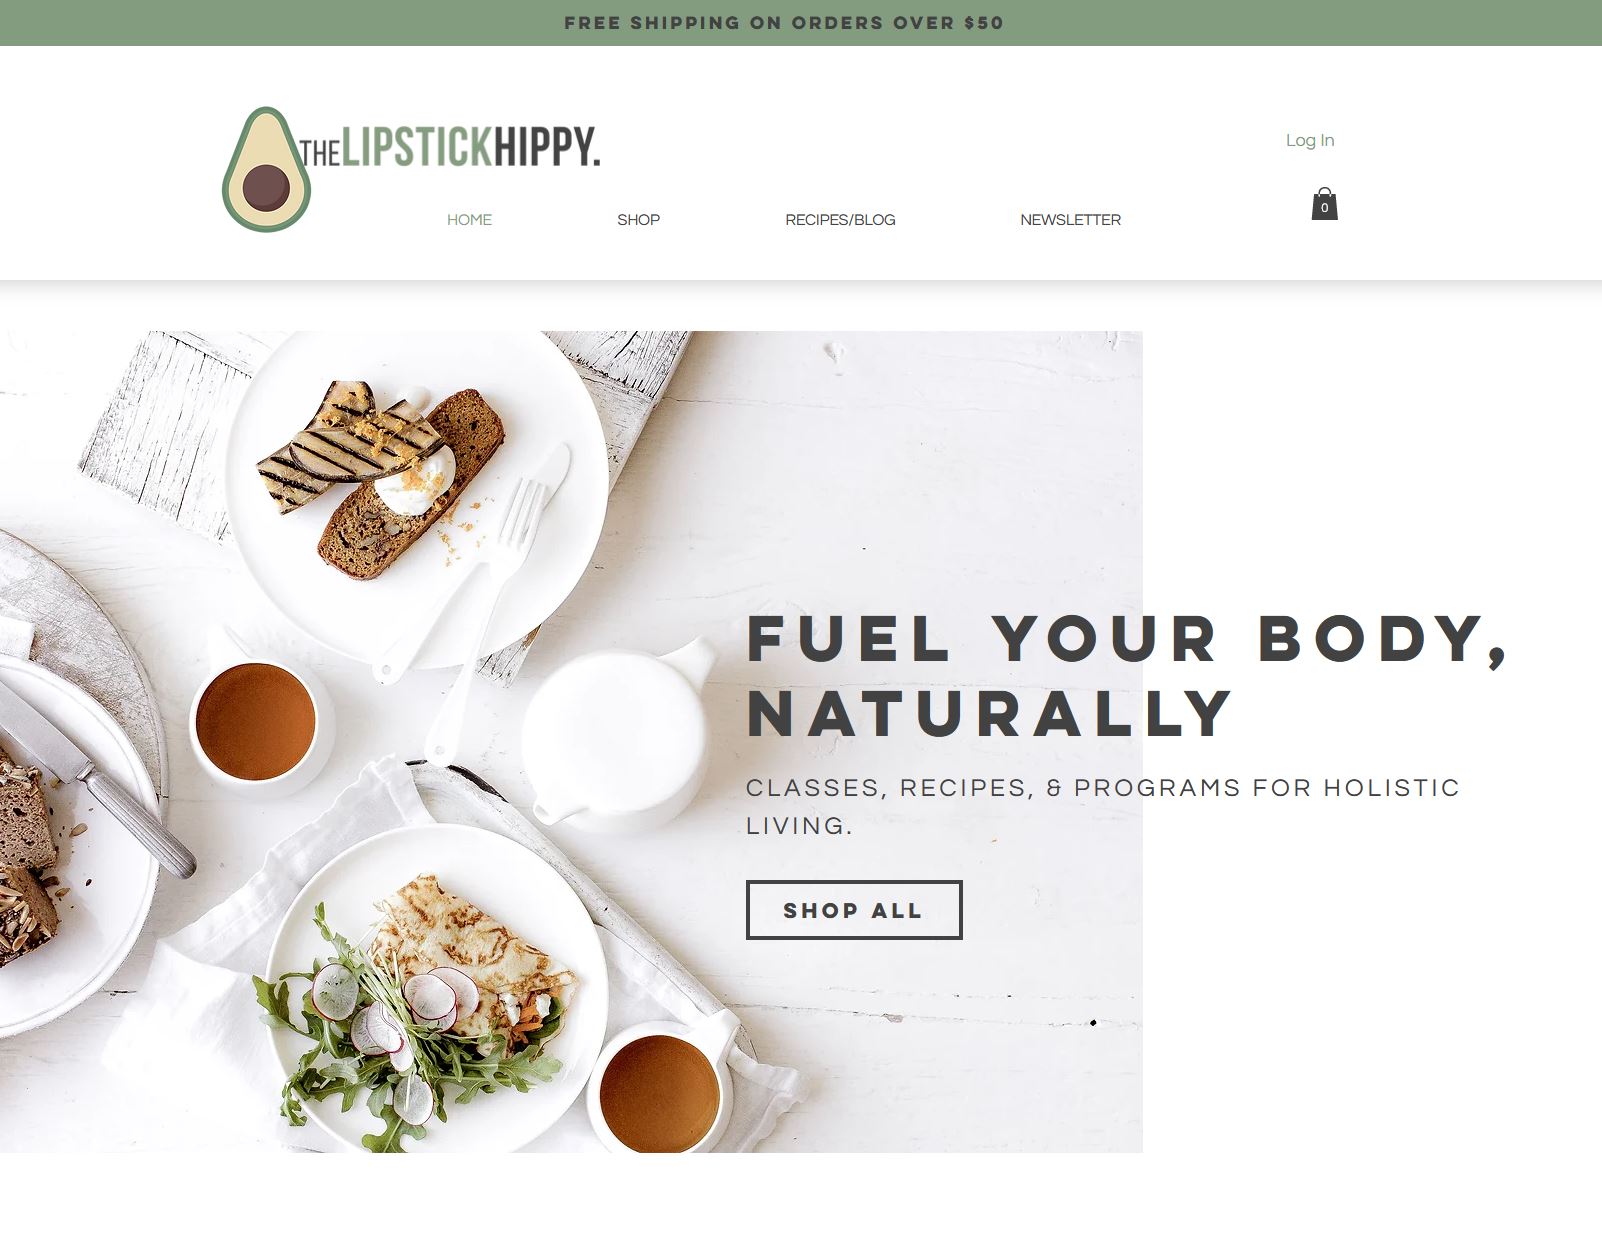 FREE SHIPPING ON ORDERS OVER $50
THELIPSTICKHIPPY.
Log In
0
HOME SHOP RECIPES/BLOG NEWSLETTER
FUEL YOUR BODY,
NATURALLY
CLASSES, RECIPES, & PROGRAMS FOR HOLISTIC
LIVING.
SHOP ALL